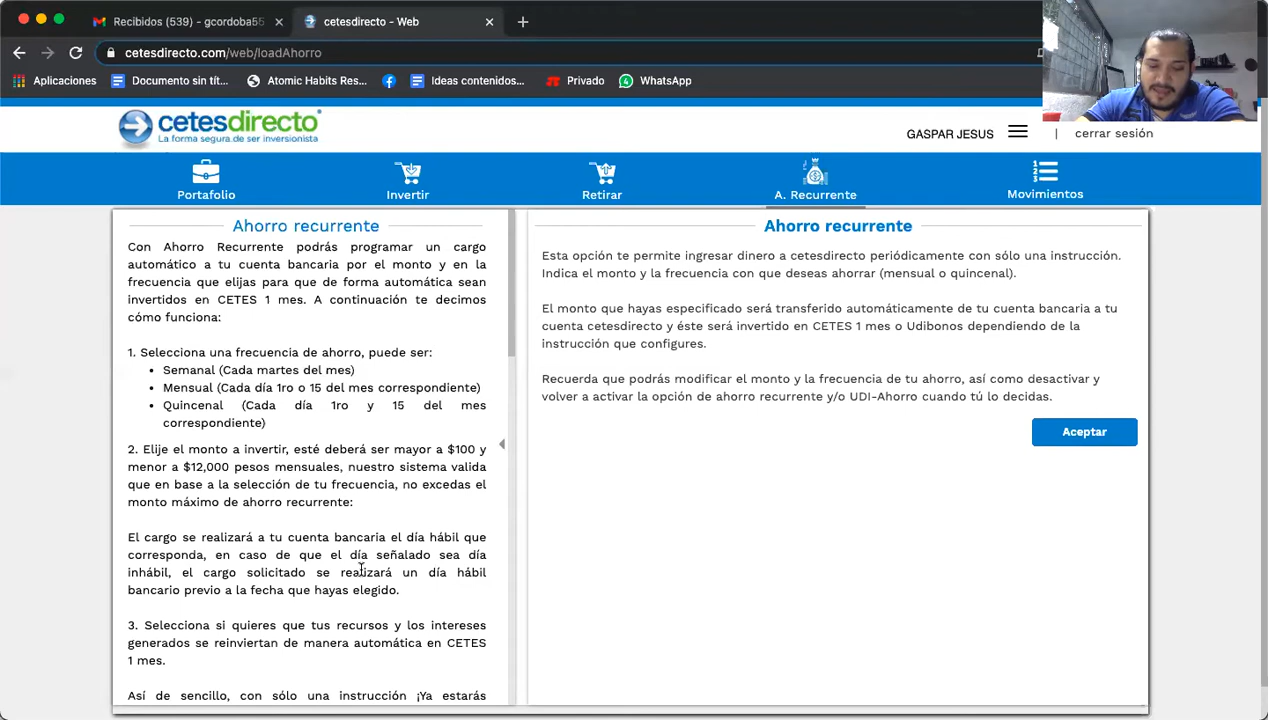 Recibidos (539) - gcordoba55
cetesdirecto - Web
cetesdirecto.com/web/loadAhorro
Aplicaciones
Documento sin tít...
Atomic Habits Res...
Ideas contenidos...
Privado
WhatsApp
cetesdirecto
La forma segura de ser inversionista
GASPAR JESUS
| cerrar sesión
Portafolio
Invertir
Retirar
A. Recurrente
Movimientos
Ahorro recurrente
Con Ahorro Recurrente podrás programar un cargo
automático a tu cuenta bancaria por el monto y en la
frecuencia que elijas para que de forma automática sean
invertidos en CETES 1 mes. A continuación te decimos
cómo funciona:
1. Selecciona una frecuencia de ahorro, puede ser:
• Semanal (Cada martes del mes)
• Mensual (Cada día 1ro o 15 del mes correspondiente)
• Quincenal (Cada día 1ro y 15 del mes
correspondiente)
2. Elije el monto a invertir, esté deberá ser mayor a $100 y
menor a $12,000 pesos mensuales, nuestro sistema valida
que en base a la selección de tu frecuencia, no excedas el
monto máximo de ahorro recurrente:
El cargo se realizará a tu cuenta bancaria el día hábil que
corresponda, en caso de que el día señalado sea día
inhábil, el cargo solicitado se realizará un día hábil
bancario previo a la fecha que hayas elegido.
3. Selecciona si quieres que tus recursos y los intereses
generados se reinviertan de manera automática en CETES
1 mes.
Así de sencillo, con sólo una instrucción ¡Ya estarás
Ahorro recurrente
Esta opción te permite ingresar dinero a cetesdirecto periódicamente con sólo una instrucción.
Indica el monto y la frecuencia con que deseas ahorrar (mensual o quincenal).
El monto que hayas especificado será transferido automáticamente de tu cuenta bancaria a tu
cuenta cetesdirecto y éste será invertido en CETES 1 mes o Udibonos dependiendo de la
instrucción que configures.
Recuerda que podrás modificar el monto y la frecuencia de tu ahorro, así como desactivar y
volver a activar la opción de ahorro recurrente y/o UDI-Ahorro cuando tú lo decidas.
Aceptar